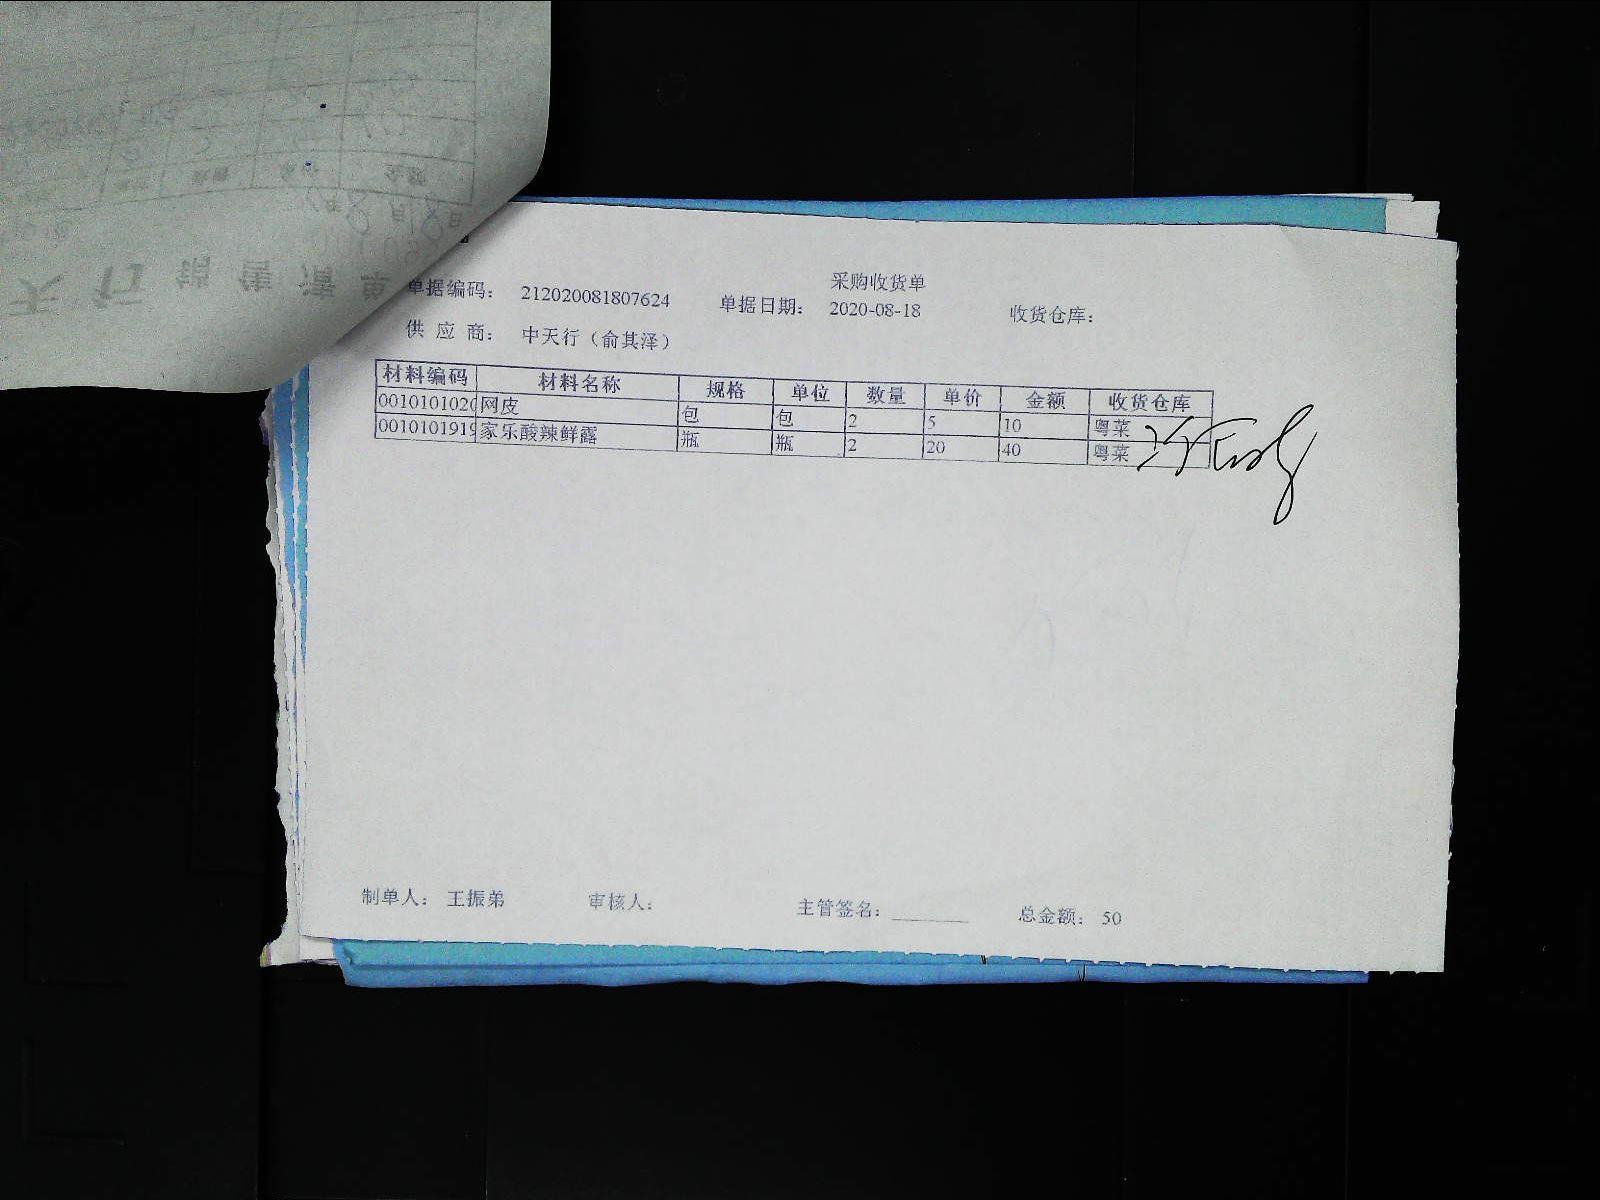 采购收货单
单据编码： 212020081807624 单据日期： 2020-08-18 收货仓库：
供 应 商： 中天行（俞其泽）
材料编码 材料名称 规格 单位 数量 单价 金额 收货仓库
0010101020 网皮 包 包 2 5 10 粤菜
0010101919 家乐酸辣鲜露 瓶 瓶 2 20 40 粤菜
制单人： 王振弟 审核人： 主管签名： 总金额： 50